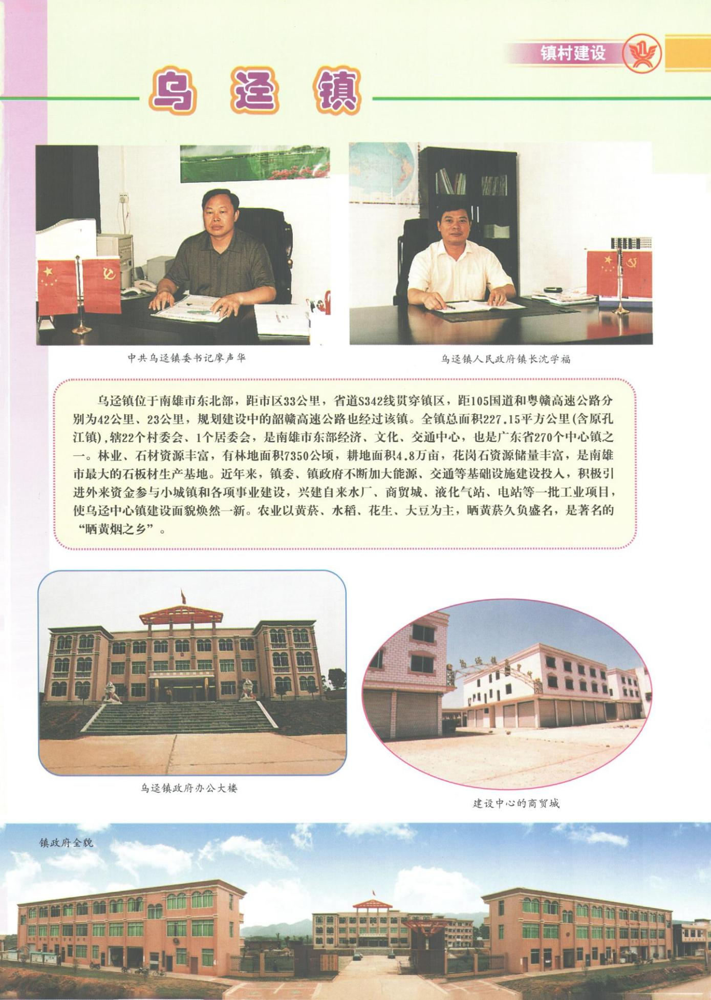 镇村建设
乌迳镇
中共乌迳镇委书记廖声华
乌迳镇人民政府镇长沈学福
乌迳镇位于南雄市东北部，距市区33公里，省道S342线贯穿镇区，距105国道和粤赣高速公路分
别为42公里、23公里，规划建设中的韶赣高速公路也经过该镇。全镇总面积227.15平方公里(含原孔
江镇),辖22个村委会、1个居委会，是南雄市东部经济、文化、交通中心，也是广东省270个中心镇之
一。林业、石材资源丰富，有林地面积7350公顷，耕地面积4.8万亩，花岗石资源储量丰富，是南雄
市最大的石板材生产基地。近年来，镇委、镇政府不断加大能源、交通等基础设施建设投入，积极引
进外来资金参与小城镇和各项事业建设，兴建自来水厂、商贸城、液化气站、电站等一批工业项目，
使乌迳中心镇建设面貌焕然一新。农业以黄菸、水稻、花生、大豆为主，晒黄菸久负盛名，是著名的
“晒黄烟之乡”。
乌迳镇政府办公大楼
建设中心的商贸城
镇政府全貌